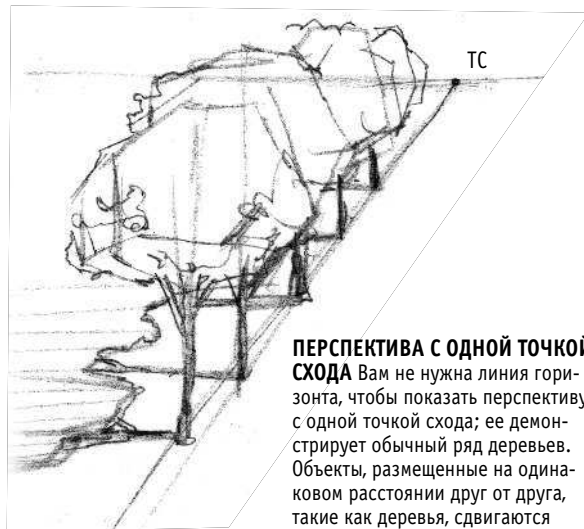 ТС
ПЕРСПЕКТИВА С ОДНОЙ ТОЧКОЙ
СХОДА Вам не нужна линия гори-
зонта, чтобы показать перспективу
с одной точкой схода; ее демон-
стрирует обычный ряд деревьев.
Объекты, размещенные на одина-
ковом расстоянии друг от друга,
такие как деревья, сдвигаются